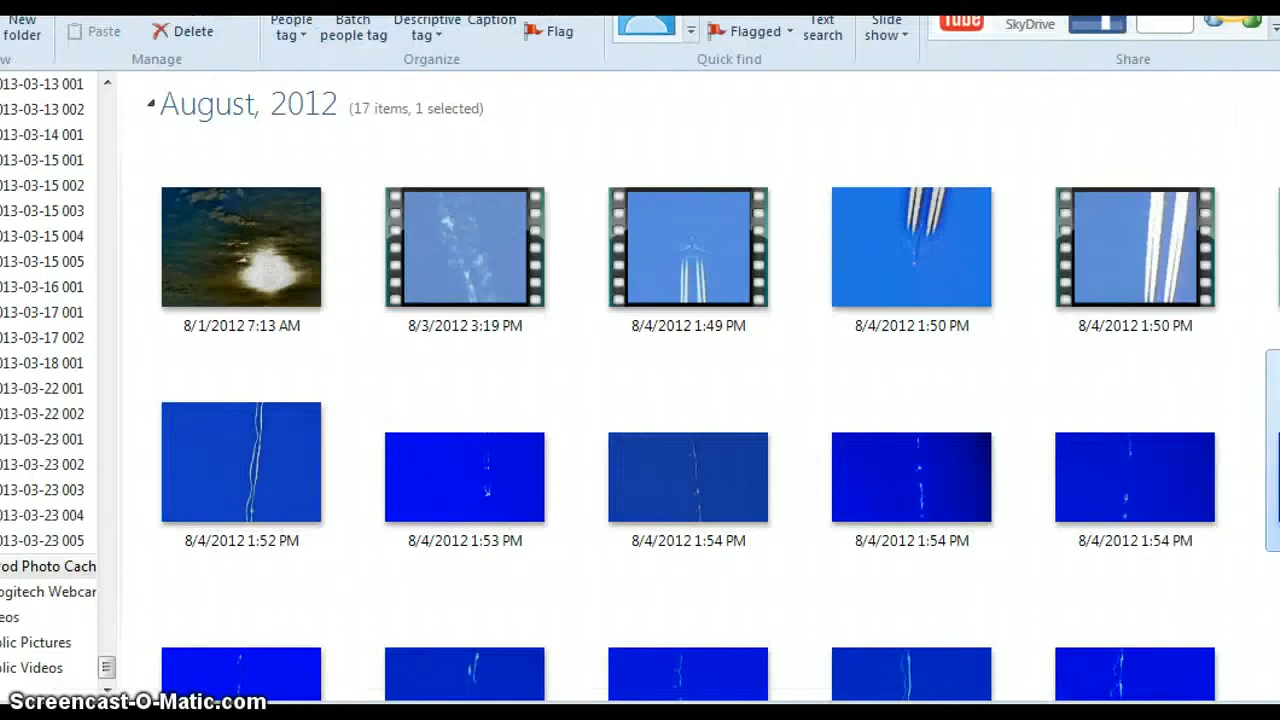 New People Batch Descriptive Caption Text Slide
folder Paste Delete tag people tag tag Flag Flagged search show Tube SkyDrive f
w Manage Organize Quick find Share
013-03-13 001
013-03-13 002
013-03-14 001
013-03-15 001
013-03-15 002
013-03-15 003
013-03-15 004
013-03-15 005
013-03-16 001
013-03-17 001
013-03-17 002
013-03-18 001
013-03-22 001
013-03-22 002
013-03-23 001
013-03-23 002
013-03-23 003
013-03-23 004
013-03-23 005
od Photo Cach
ogitech Webcar
eos
lic Pictures
lic Videos
August, 2012 (17 items, 1 selected)
8/1/2012 7:13 AM 8/3/2012 3:19 PM 8/4/2012 1:49 PM 8/4/2012 1:50 PM 8/4/2012 1:50 PM
8/4/2012 1:52 PM 8/4/2012 1:53 PM 8/4/2012 1:54 PM 8/4/2012 1:54 PM 8/4/2012 1:54 PM
Screencast-O-Matic.com